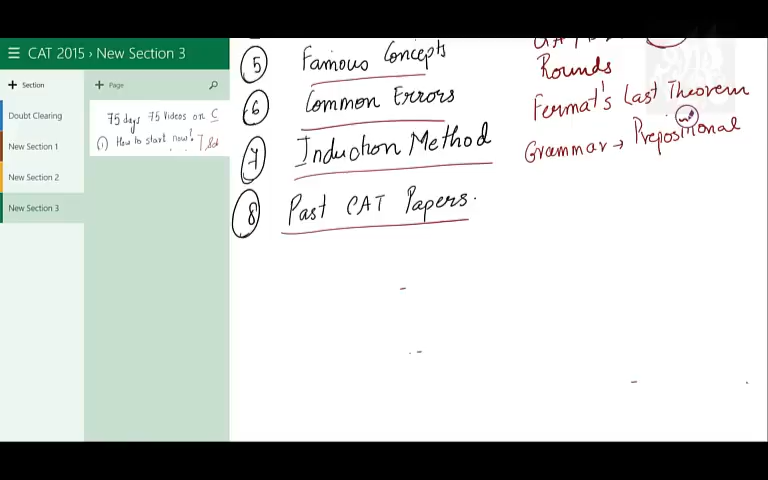 CAT 2015 › New Section 3
+ Section
+ Page
Doubt Clearing
New Section 1
New Section 2
New Section 3
75 days 75 Videos on C
(1) How to start now?
5 Famous Concepts
Rounds
6 Common Errors
Fermat's Last Theorem
7 Induction Method
Grammar → Prepositional
8 Past CAT Papers.